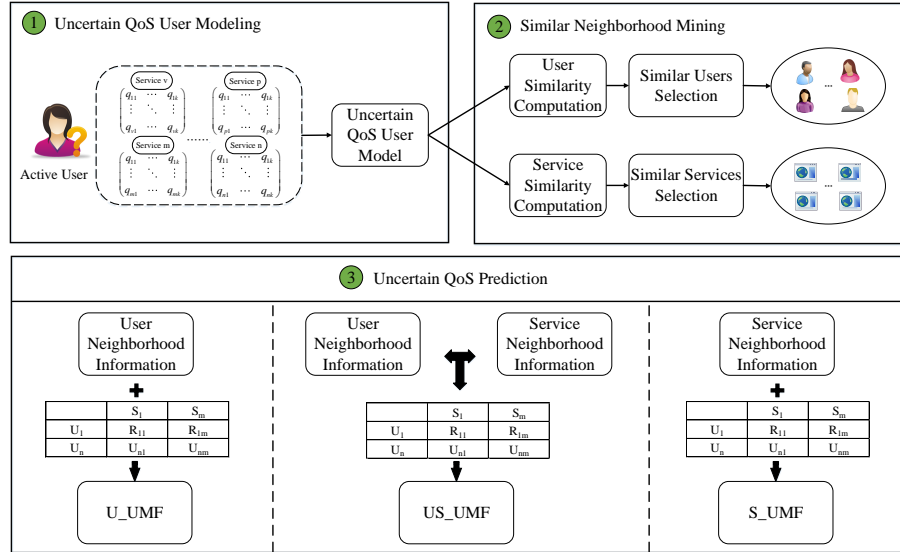 1 Uncertain QoS User Modeling
Service v
q11 ⋯ q1k
⋮ ⋱ ⋮
qv1 ⋯ qvk
Service p
q11 ⋯ q1k
⋮ ⋱ ⋮
qp1 ⋯ qpk
......
Service m
q11 ⋯ q1k
⋮ ⋱ ⋮
qm1 ⋯ qmk
Service n
q11 ⋯ q1k
⋮ ⋱ ⋮
qn1 ⋯ qnk
Active User
Uncertain
QoS User
Model
2 Similar Neighborhood Mining
User
Similarity
Computation
Similar Users
Selection
...
Service
Similarity
Computation
Similar Services
Selection
...
3 Uncertain QoS Prediction
User
Neighborhood
Information
S1 Sm
U1 R11 R1m
Un Un1 Unm
U_UMF
User
Neighborhood
Information
Service
Neighborhood
Information
S1 Sm
U1 R11 R1m
Un Un1 Unm
US_UMF
Service
Neighborhood
Information
S1 Sm
U1 R11 R1m
Un Un1 Unm
S_UMF